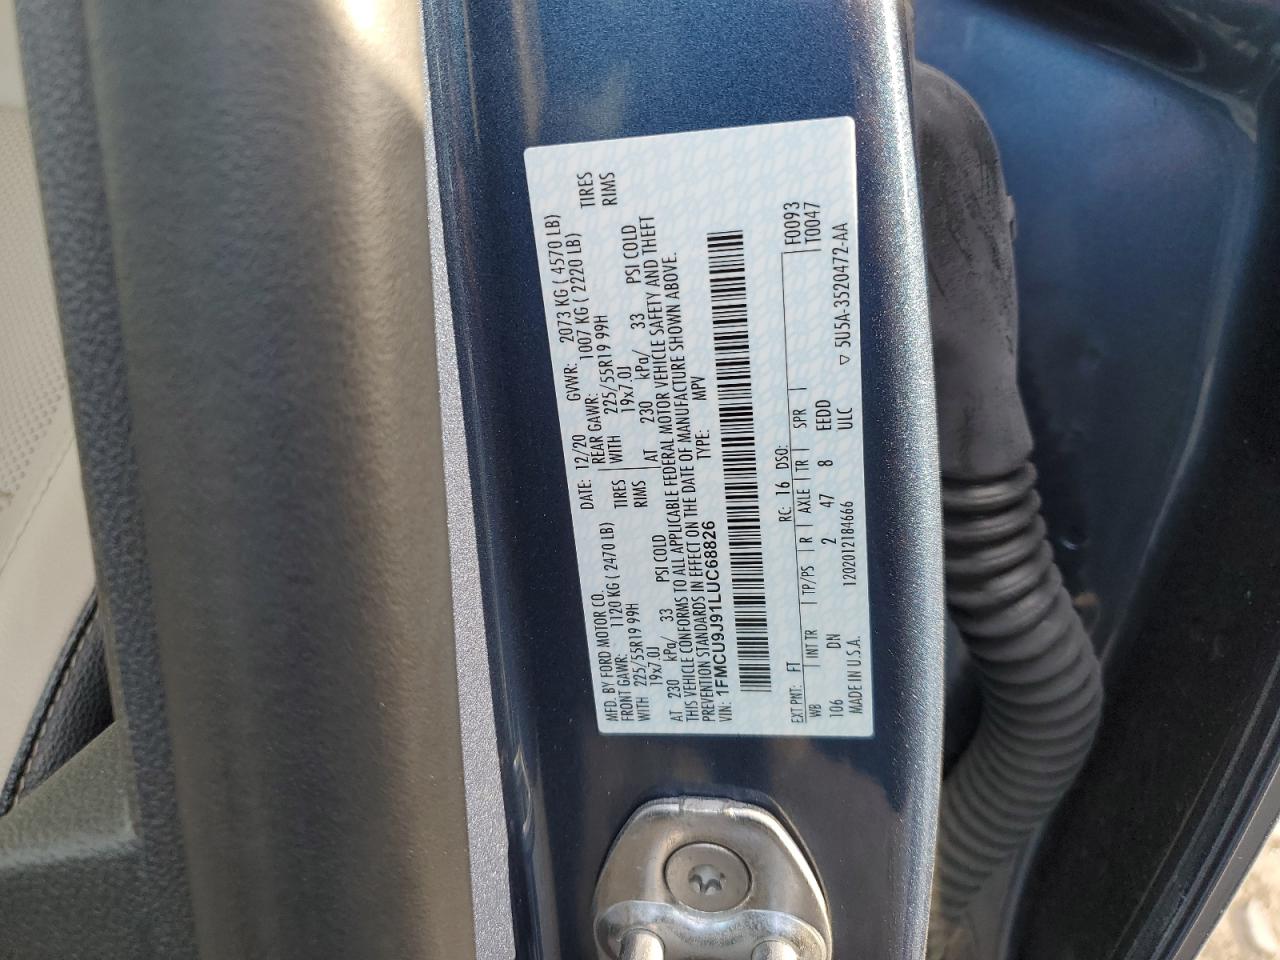 MFD. BY FORD MOTOR CO. DATE: 12/20 GVWR: 2073 KG ( 4570 LB)
FRONT GAWR: 1120 KG ( 2470 LB) REAR GAWR: 1007 KG ( 2220 LB)
WITH 225/55R19 99H TIRES WITH 225/55R19 99H TIRES
19x7.0J RIMS 19x7.0J RIMS
AT 230 kPa/ 33 PSI COLD AT 230 kPa/ 33 PSI COLD
THIS VEHICLE CONFORMS TO ALL APPLICABLE FEDERAL MOTOR VEHICLE SAFETY AND THEFT
PREVENTION STANDARDS IN EFFECT ON THE DATE OF MANUFACTURE SHOWN ABOVE.
VIN: 1FMCU9J91LUC68826 TYPE: MPV
EXT PNT: FT RC: 16 DSO: F0093
WB INT TR TP/PS R AXLE TR SPR T0047
106 DN 2 47 8 EEDD
MADE IN U.S.A. 1202012184666 ULC ▽ 5U5A-3520472-AA